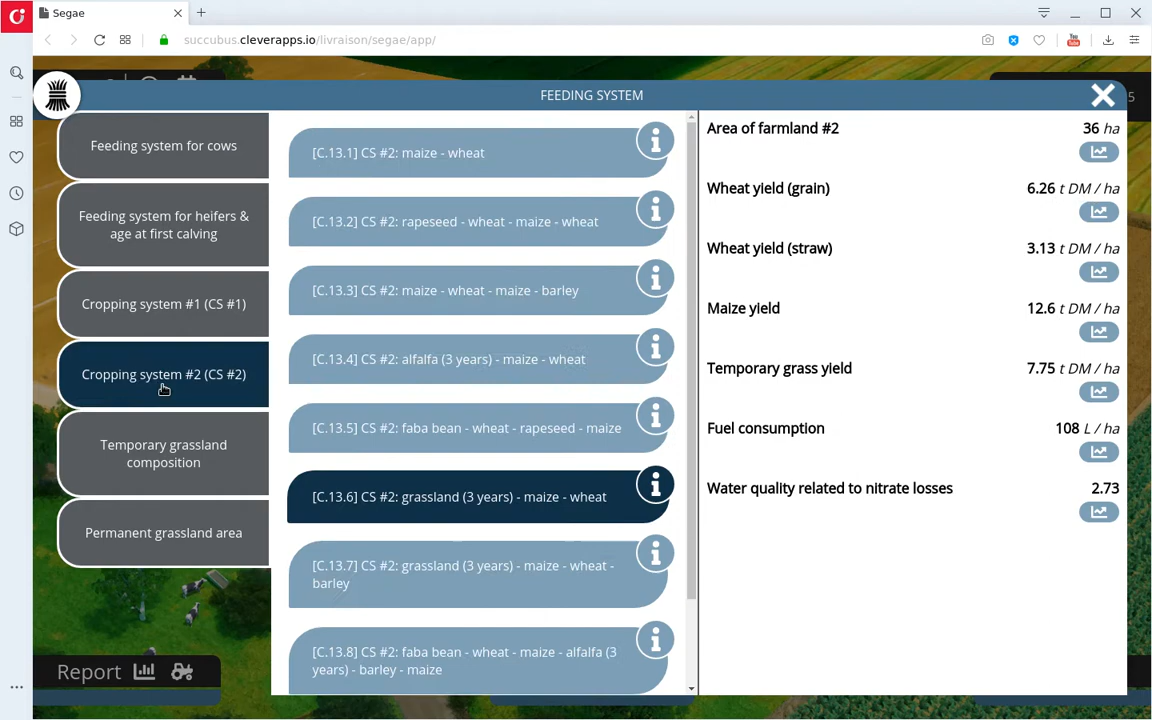 Segae
succubus.cleverapps.io/livraison/segae/app/
FEEDING SYSTEM
5
Feeding system for cows
Feeding system for heifers &
age at first calving
Cropping system #1 (CS #1)
Cropping system #2 (CS #2)
Temporary grassland
composition
Permanent grassland area
[C.13.1] CS #2: maize - wheat
[C.13.2] CS #2: rapeseed - wheat - maize - wheat
[C.13.3] CS #2: maize - wheat - maize - barley
[C.13.4] CS #2: alfalfa (3 years) - maize - wheat
[C.13.5] CS #2: faba bean - wheat - rapeseed - maize
[C.13.6] CS #2: grassland (3 years) - maize - wheat
[C.13.7] CS #2: grassland (3 years) - maize - wheat -
barley
[C.13.8] CS #2: faba bean - wheat - maize - alfalfa (3
years) - barley - maize
Area of farmland #2 36 ha
Wheat yield (grain) 6.26 t DM / ha
Wheat yield (straw) 3.13 t DM / ha
Maize yield 12.6 t DM / ha
Temporary grass yield 7.75 t DM / ha
Fuel consumption 108 L / ha
Water quality related to nitrate losses 2.73
Report